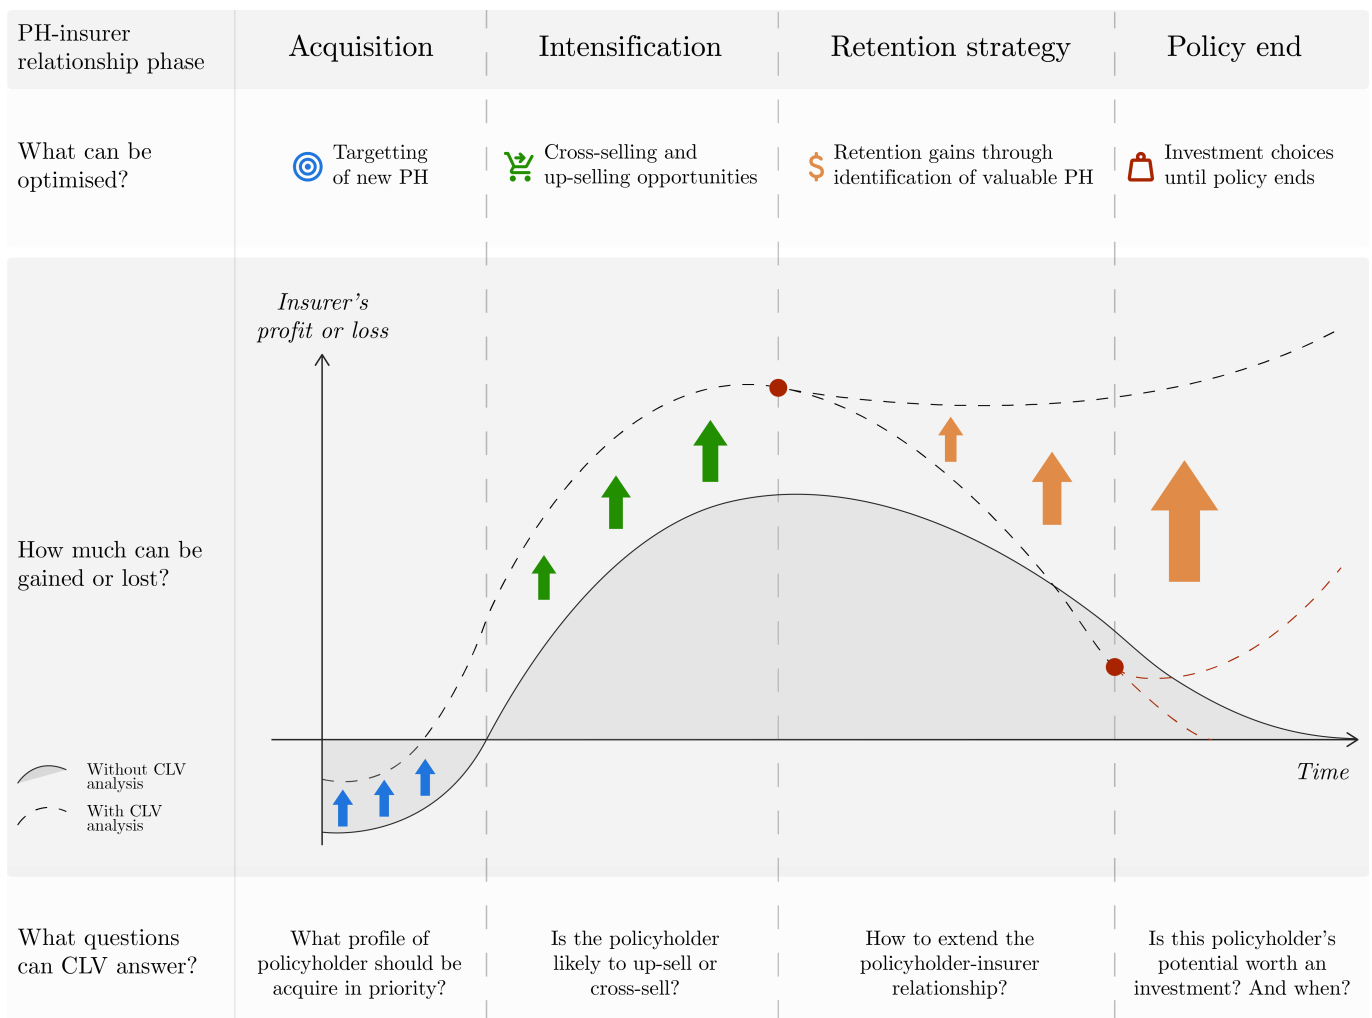 PH-insurer
relationship phase
Acquisition
Intensification
Retention strategy
Policy end
What can be
optimised?
Targetting
of new PH
Cross-selling and
up-selling opportunities
Retention gains through
identification of valuable PH
Investment choices
until policy ends
How much can be
gained or lost?
Insurer's
profit or loss
Time
Without CLV
analysis
With CLV
analysis
What questions
can CLV answer?
What profile of
policyholder should be
acquire in priority?
Is the policyholder
likely to up-sell or
cross-sell?
How to extend the
policyholder-insurer
relationship?
Is this policyholder's
potential worth an
investment? And when?